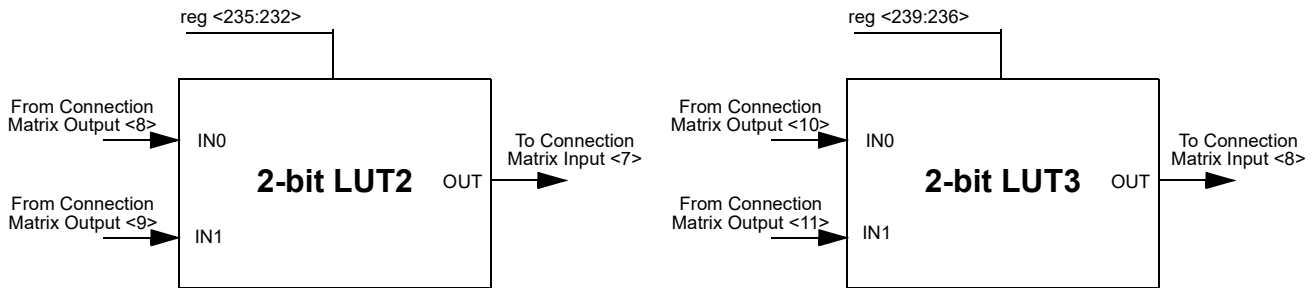 reg <235:232>
From Connection
Matrix Output <8>
IN0
2-bit LUT2
OUT
To Connection
Matrix Input <7>
From Connection
Matrix Output <9>
IN1
reg <239:236>
From Connection
Matrix Output <10>
IN0
2-bit LUT3
OUT
To Connection
Matrix Input <8>
From Connection
Matrix Output <11>
IN1